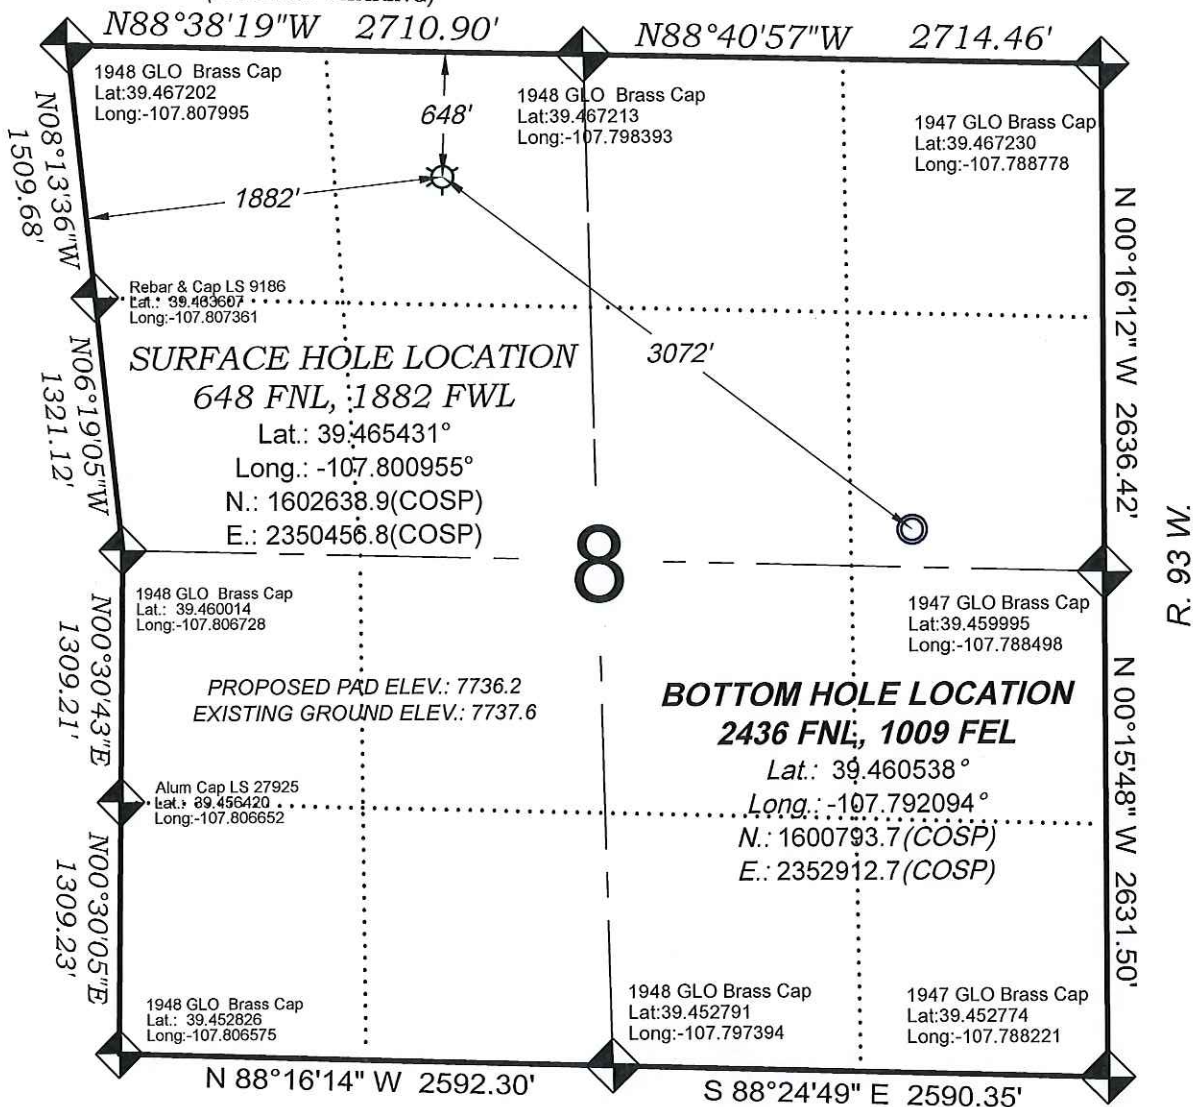 N88°38'19"W 2710.90'
N88°40'57"W 2714.46'
1948 GLO Brass Cap
Lat:39.467202
Long:-107.807995
648'
1948 GLO Brass Cap
Lat:39.467213
Long:-107.798393
1947 GLO Brass Cap
Lat:39.467230
Long:-107.788778
N08°13'36"W
1509.68'
1882'
N 00°16'12" W 2636.42'
Rebar & Cap LS 9186
Lat.: 39.463607
Long:-107.807361
3072'
N06°19'05"W
1321.12'
SURFACE HOLE LOCATION
648 FNL, 1882 FWL
Lat.: 39.465431°
Long.: -107.800955°
N.: 1602638.9(COSP)
E.: 2350456.8(COSP)
8
R. 93 W.
1948 GLO Brass Cap
Lat.: 39.460014
Long:-107.806728
1947 GLO Brass Cap
Lat:39.459995
Long:-107.788498
N00°30'43"E
1309.21'
PROPOSED PAD ELEV.: 7736.2
EXISTING GROUND ELEV.: 7737.6
BOTTOM HOLE LOCATION
2436 FNL, 1009 FEL
Lat.: 39.460538°
Long.: -107.792094°
N.: 1600793.7(COSP)
E.: 2352912.7(COSP)
N 00°15'48" W 2631.50'
Alum Cap LS 27925
Lat.: 39.456420
Long:-107.806652
N00°30'05"E
1309.23'
1948 GLO Brass Cap
Lat.: 39.452826
Long:-107.806575
1948 GLO Brass Cap
Lat:39.452791
Long:-107.797394
1947 GLO Brass Cap
Lat:39.452774
Long:-107.788221
N 88°16'14" W 2592.30'
S 88°24'49" E 2590.35'